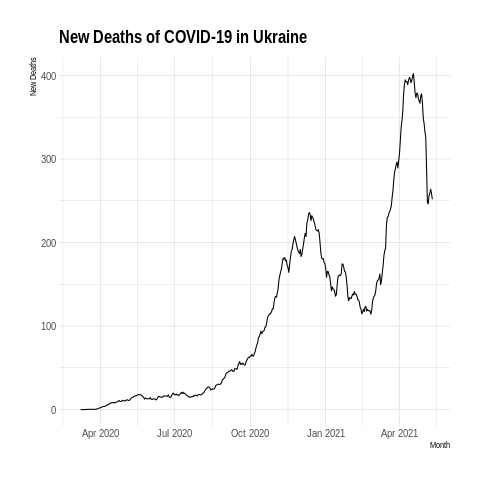 New Deaths of COVID-19 in Ukraine
New Deaths
400
300
200
100
0
Apr 2020 Jul 2020 Oct 2020 Jan 2021 Apr 2021
Month